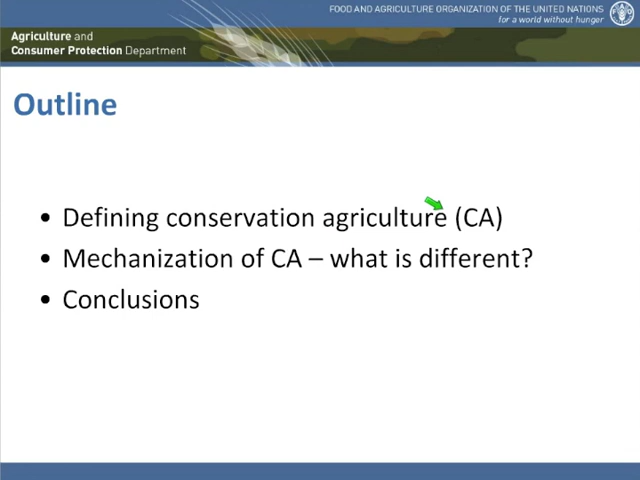 FOOD AND AGRICULTURE ORGANIZATION OF THE UNITED NATIONS
for a world without hunger
Agriculture and
Consumer Protection Department
Outline
• Defining conservation agriculture (CA)
• Mechanization of CA – what is different?
• Conclusions